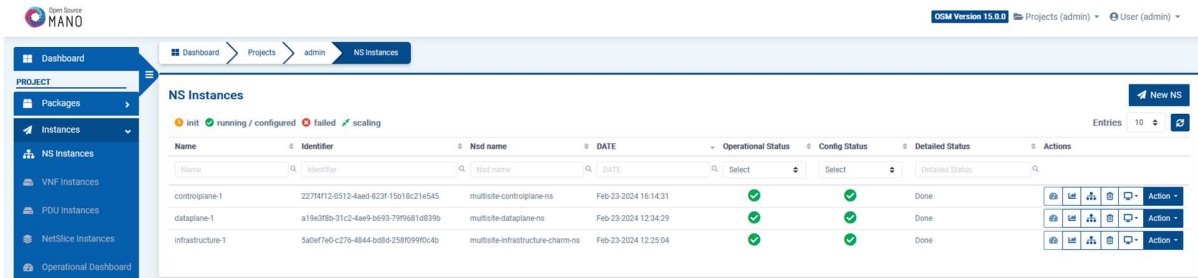 Open Source
MANO
OSM Version 15.0.0 Projects (admin) User (admin)
Dashboard
Dashboard Projects admin NS Instances
PROJECT
Packages
NS Instances
New NS
Instances
init running / configured failed scaling
Entries 10
NS Instances
Name Identifier Nsd name DATE Operational Status Config Status Detailed Status Actions
Name Identifier Nsd name DATE Select Select Detailed Status
VNF Instances
controlplane-1 227f4f12-0512-4aed-823f-15b18c21e545 multisite-controlplane-ns Feb-23-2024 16:14:31 Done Action
PDU Instances
dataplane-1 a19e3f8b-31c2-4ae9-b693-79f9681d839b multisite-dataplane-ns Feb-23-2024 12:34:29 Done Action
NetSlice Instances
infrastructure-1 5a0ef7e0-c276-4844-bd8d-258f099f0c4b multisite-infrastructure-charm-ns Feb-23-2024 12:25:04 Done Action
Operational Dashboard